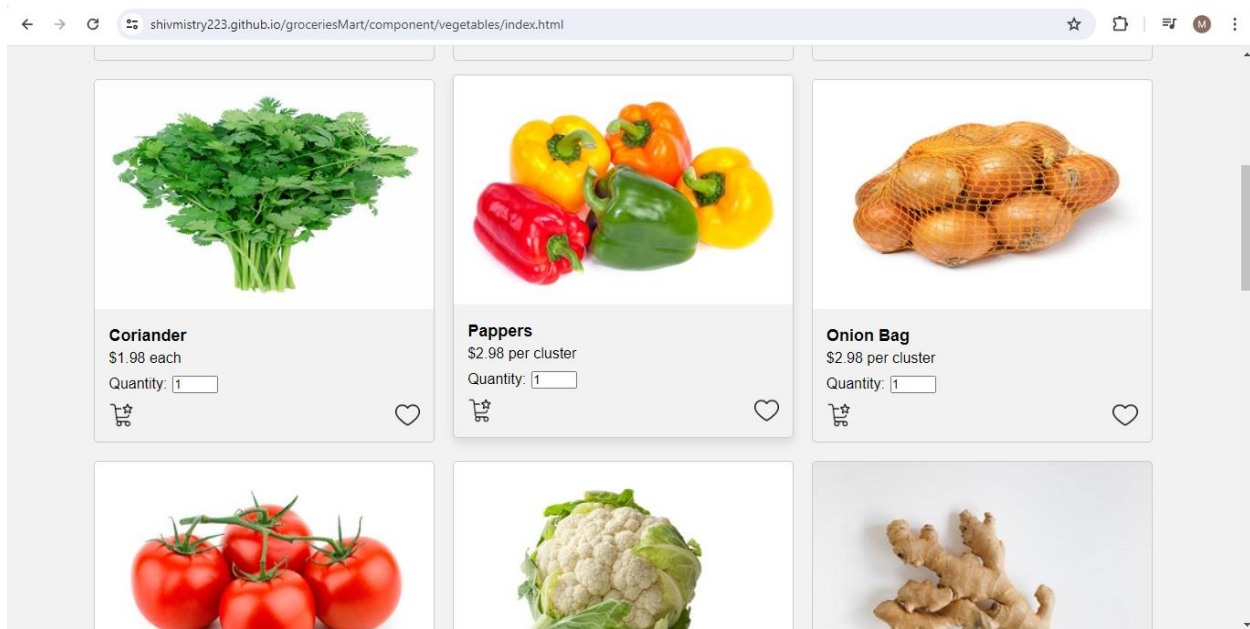 shivmistry223.github.io/groceriesMart/component/vegetables/index.html
M
Coriander
$1.98 each
Quantity: 1
Pappers
$2.98 per cluster
Quantity: 1
Onion Bag
$2.98 per cluster
Quantity: 1